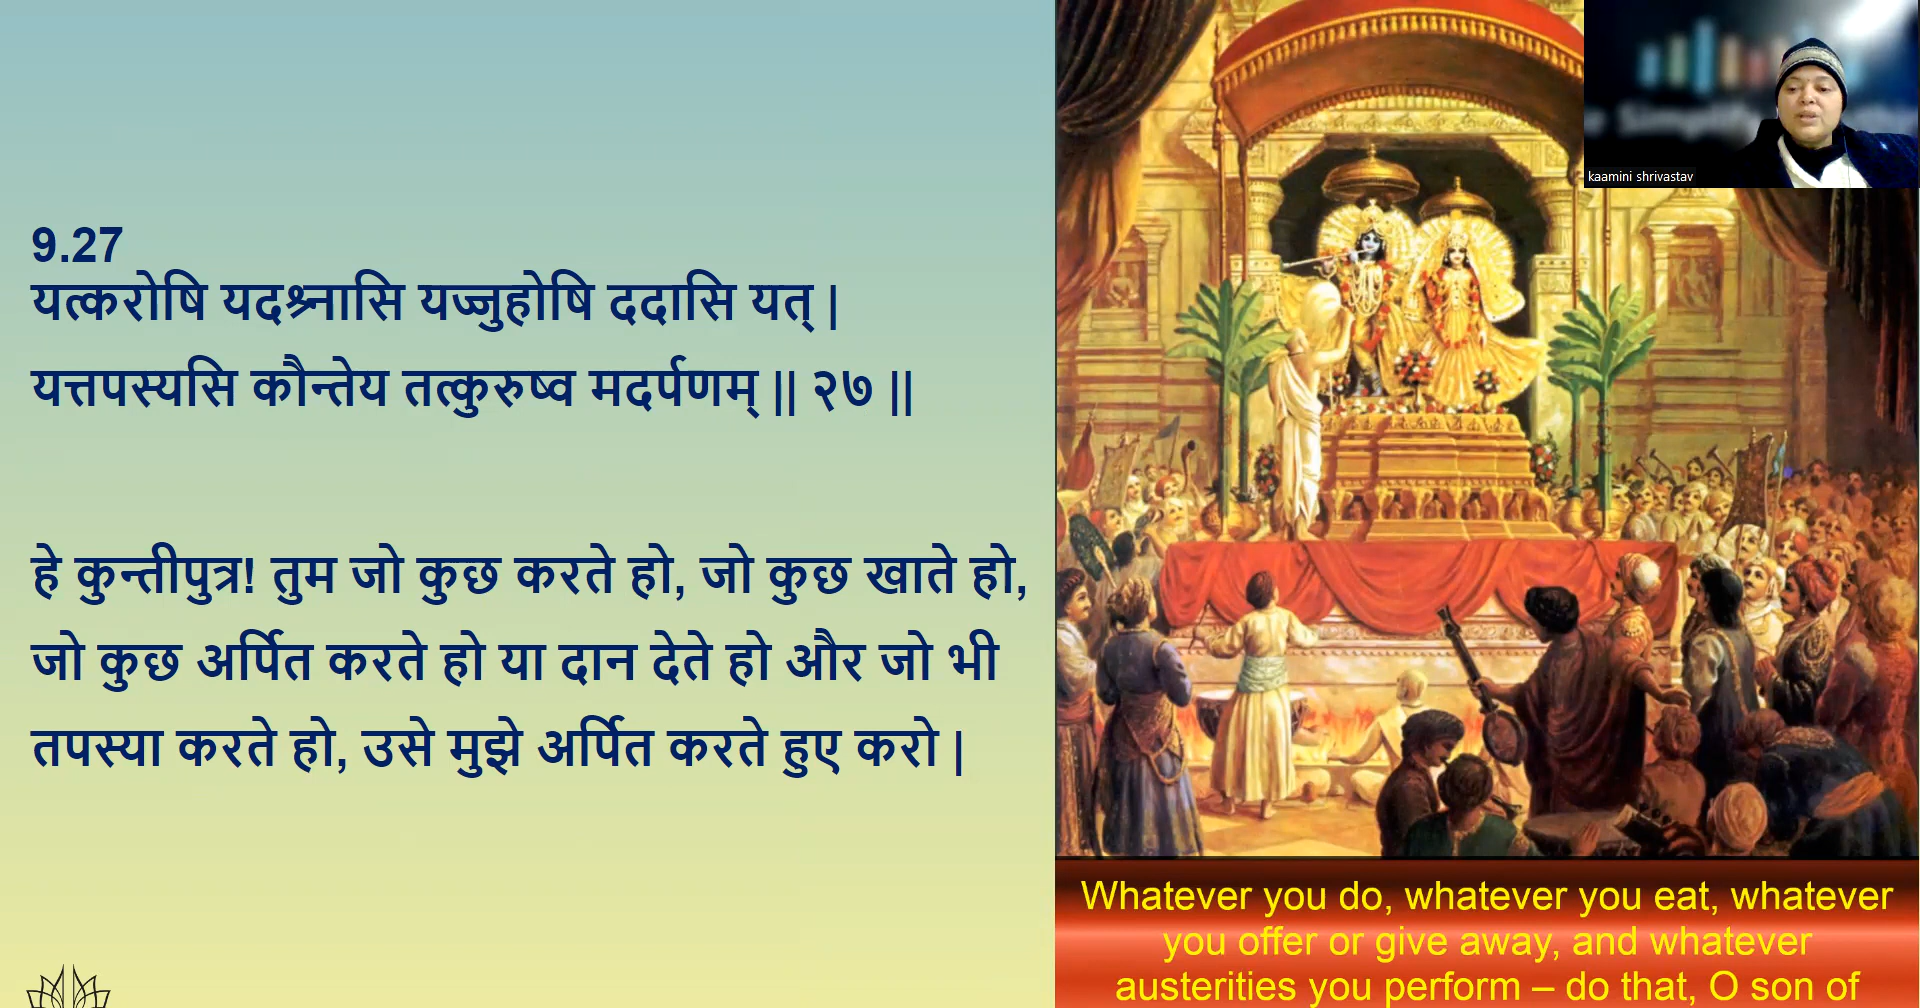 9.27
यत्करोषि यदश्र्नासि यज्जुहोषि ददासि यत् |
यत्तपस्यसि कौन्तेय तत्कुरुष्व मदर्पणम् || २७ ||
हे कुन्तीपुत्र! तुम जो कुछ करते हो, जो कुछ खाते हो,
जो कुछ अर्पित करते हो या दान देते हो और जो भी
तपस्या करते हो, उसे मुझे अर्पित करते हुए करो |
kaamini shrivastav
Whatever you do, whatever you eat, whatever
you offer or give away, and whatever
austerities you perform – do that, O son of